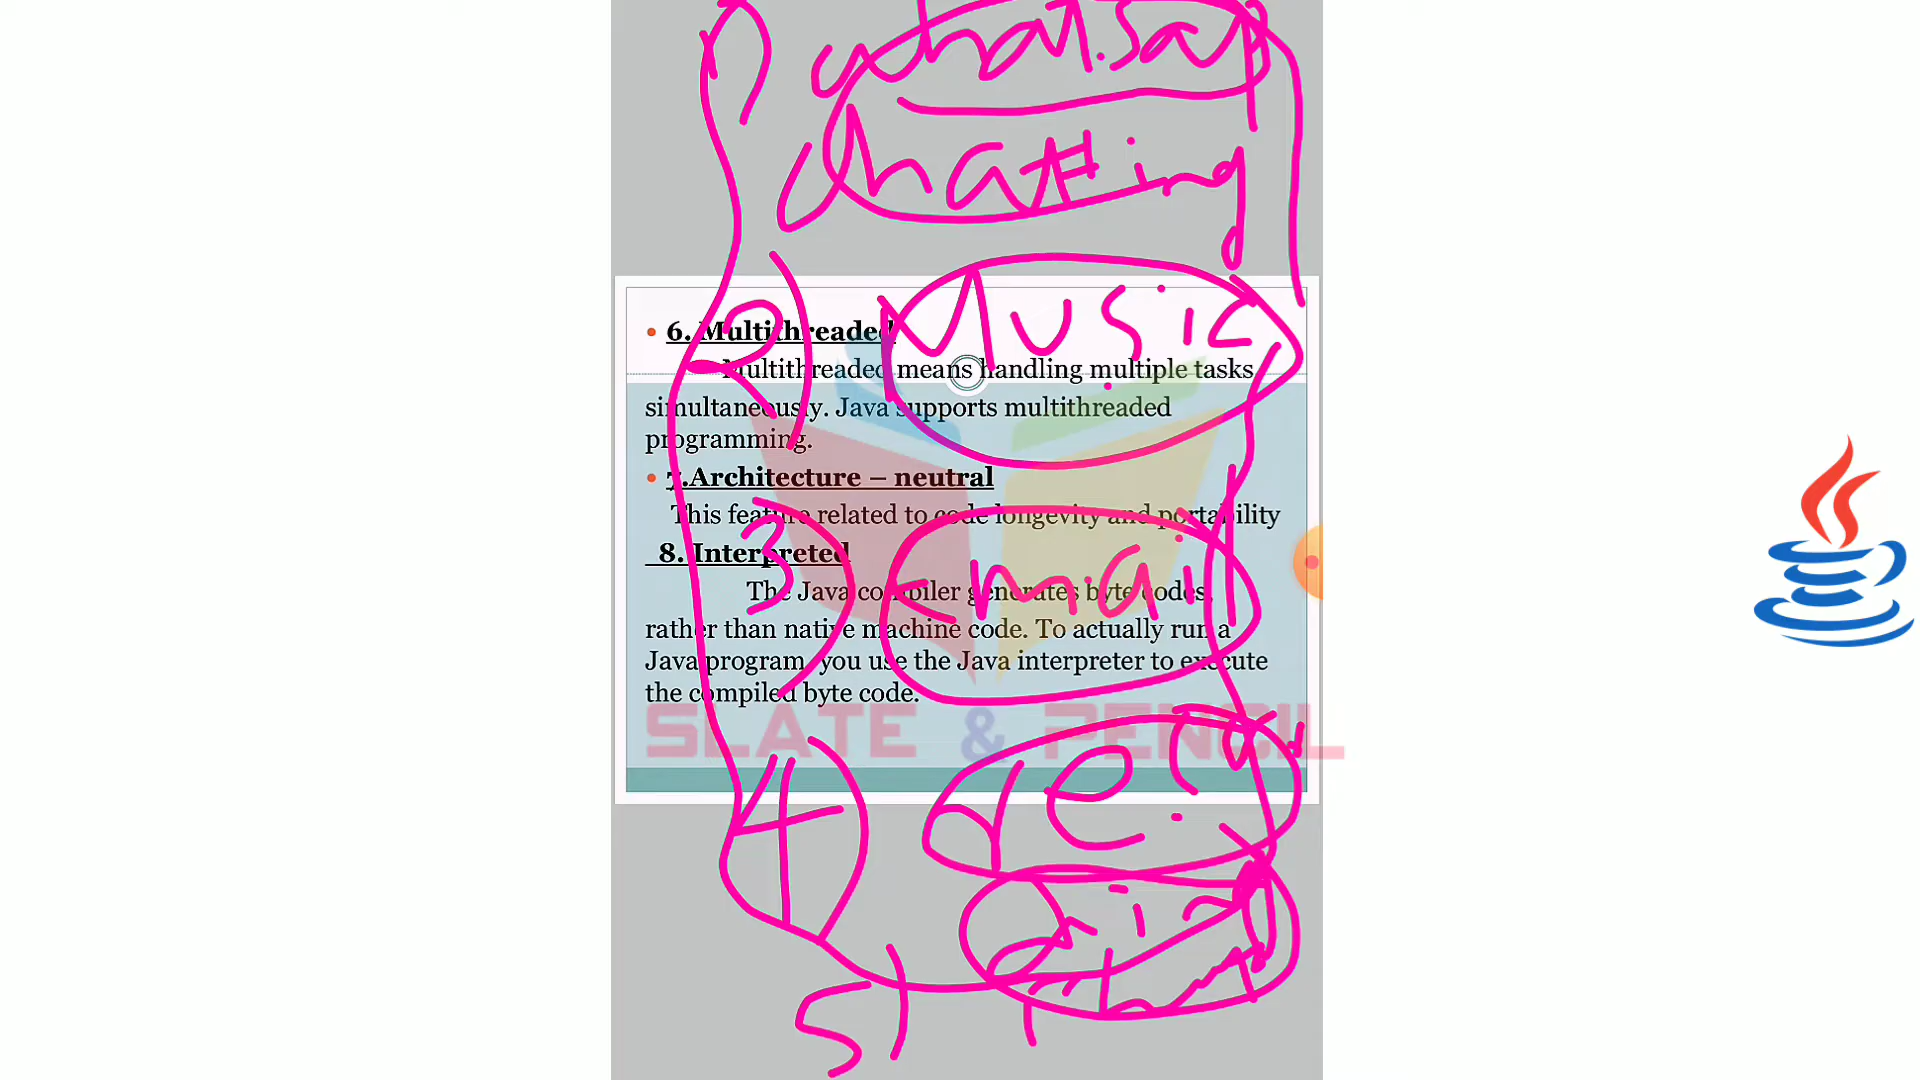 1)
whatsap
chatting
2) Music
• 6. Multithreaded
Multithreaded means handling multiple tasks
simultaneously. Java supports multithreaded
programming.
• 7.Architecture – neutral
This feature related to code longevity and portability
3) Email
8. Interpreted
The Java compiler generates byte codes,
rather than native machine code. To actually run a
Java program, you use the Java interpreter to execute
the compiled byte code.
SLATE & PENCIL
4)
5)